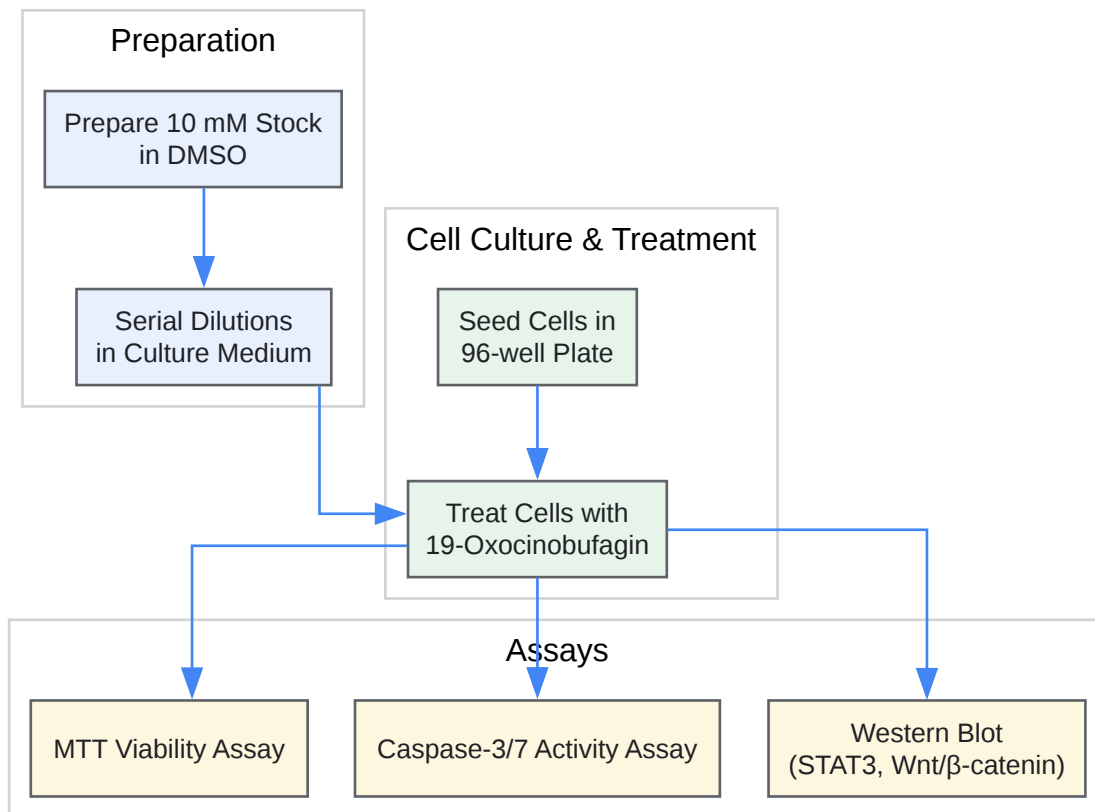 Preparation
Prepare 10 mM Stock
in DMSO
Serial Dilutions
in Culture Medium
Cell Culture & Treatment
Seed Cells in
96-well Plate
Treat Cells with
19-Oxocinobufagin
Assays
MTT Viability Assay
Caspase-3/7 Activity Assay
Western Blot
(STAT3, Wnt/β-catenin)